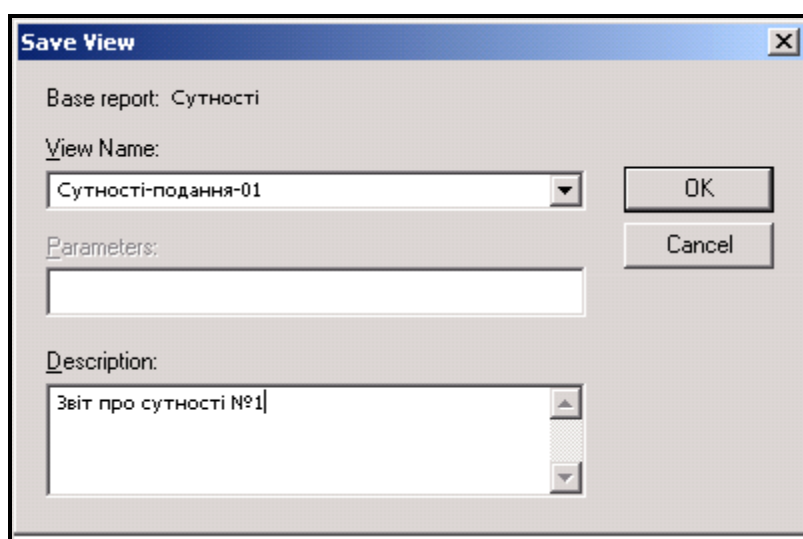 Save View
Base report: Сутності
View Name:
Сутності-подання-01
OK
Parameters:
Cancel
Description:
Звіт про сутності №1